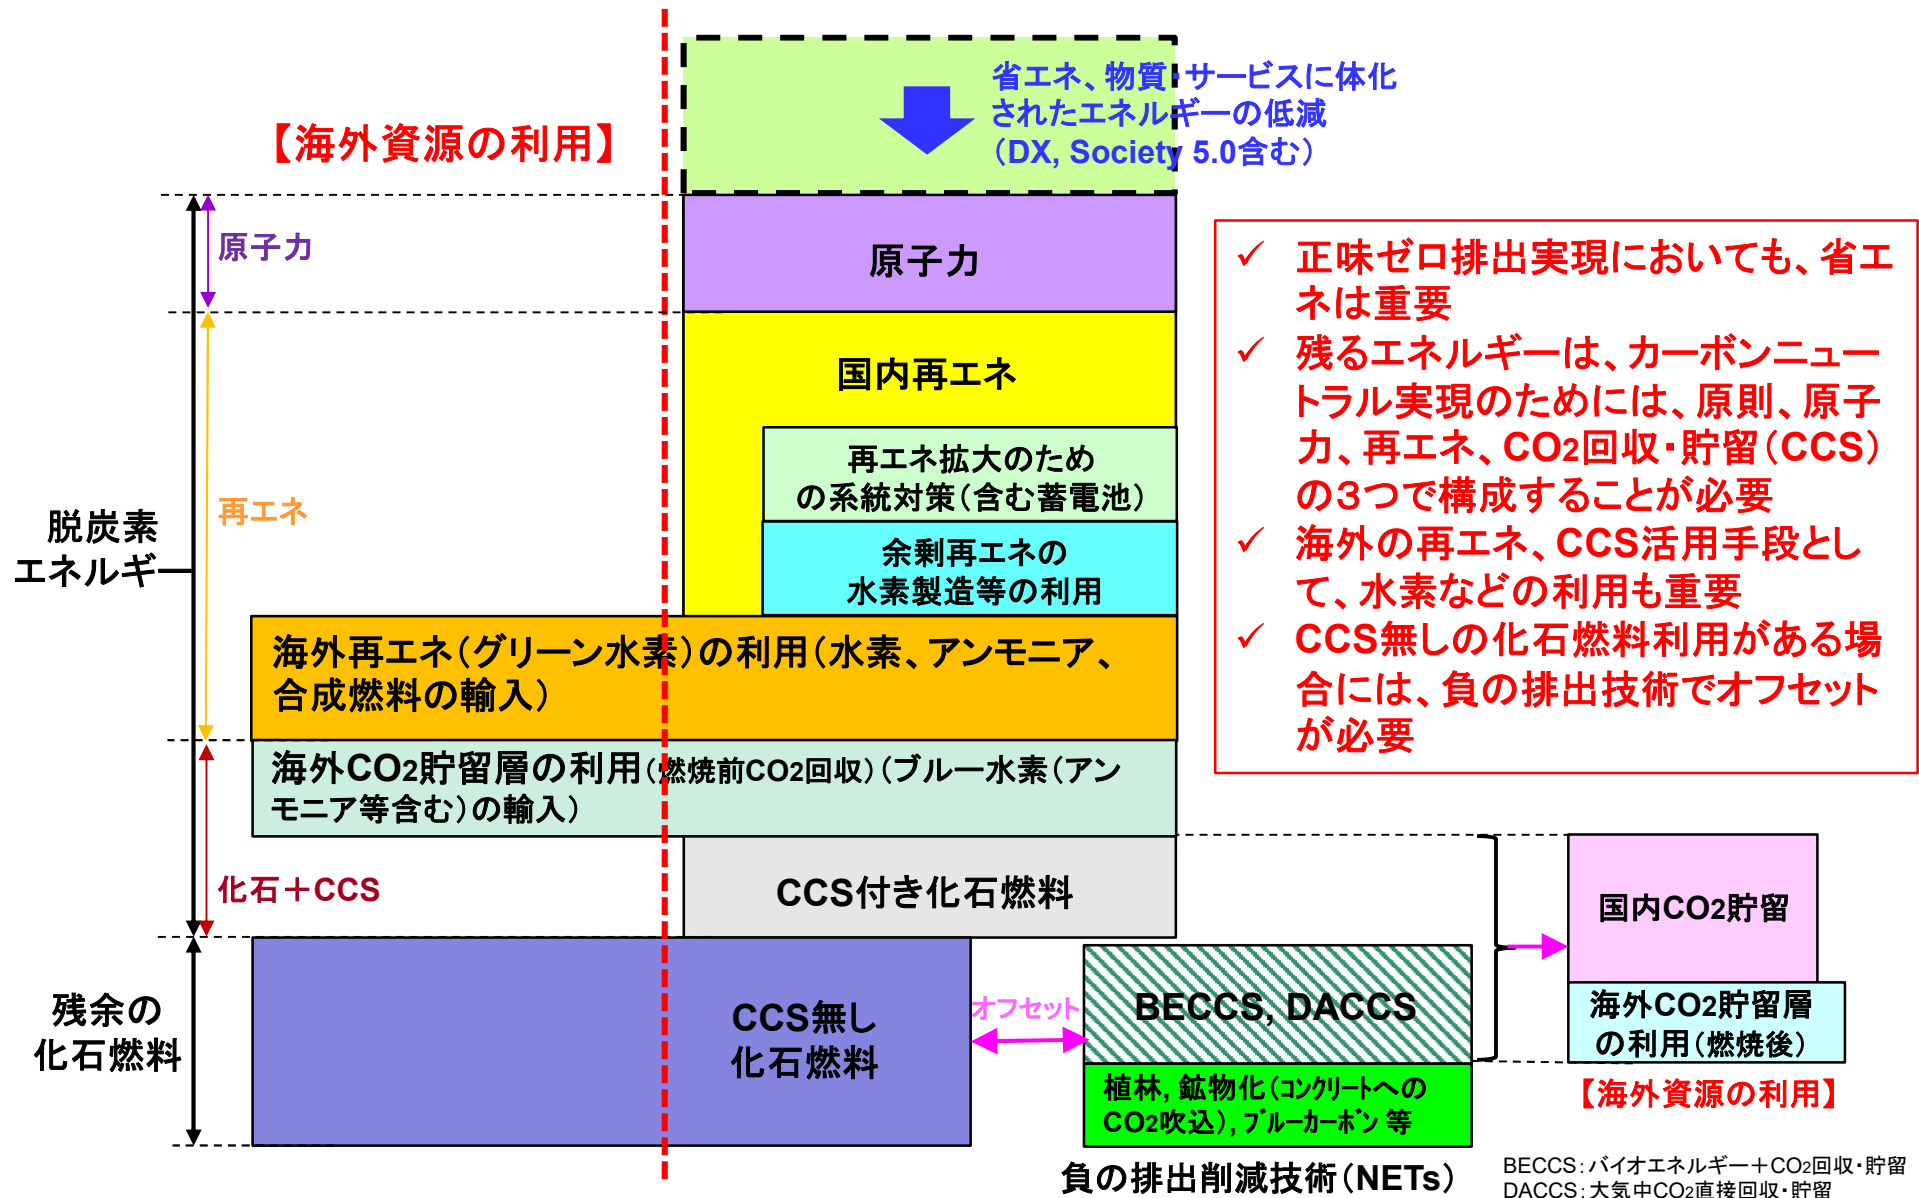 省エネ、物質・サービスに体化
されたエネルギーの低減
（DX, Society 5.0含む）
【海外資源の利用】
原子力
原子力
国内再エネ
再エネ拡大のため
の系統対策（含む蓄電池）
余剰再エネの
水素製造等の利用
再エネ
脱炭素
エネルギー
海外再エネ（グリーン水素）の利用（水素、アンモニア、
合成燃料の輸入）
海外CO2貯留層の利用（燃焼前CO2回収）（ブルー水素（アン
モニア等含む）の輸入）
化石＋CCS
CCS付き化石燃料
残余の
化石燃料
CCS無し
化石燃料
オフセット
BECCS, DACCS
植林, 鉱物化（コンクリートへの
CO2吹込）, ブルーカーボン 等
負の排出削減技術（NETs）
✓ 正味ゼロ排出実現においても、省エ
ネは重要
✓ 残るエネルギーは、カーボンニュー
トラル実現のためには、原則、原子
力、再エネ、CO2回収・貯留（CCS）
の３つで構成することが必要
✓ 海外の再エネ、CCS活用手段とし
て、水素などの利用も重要
✓ CCS無しの化石燃料利用がある場
合には、負の排出技術でオフセット
が必要
国内CO2貯留
海外CO2貯留層
の利用（燃焼後）
【海外資源の利用】
BECCS：バイオエネルギー＋CO2回収・貯留
DACCS：大気中CO2直接回収・貯留